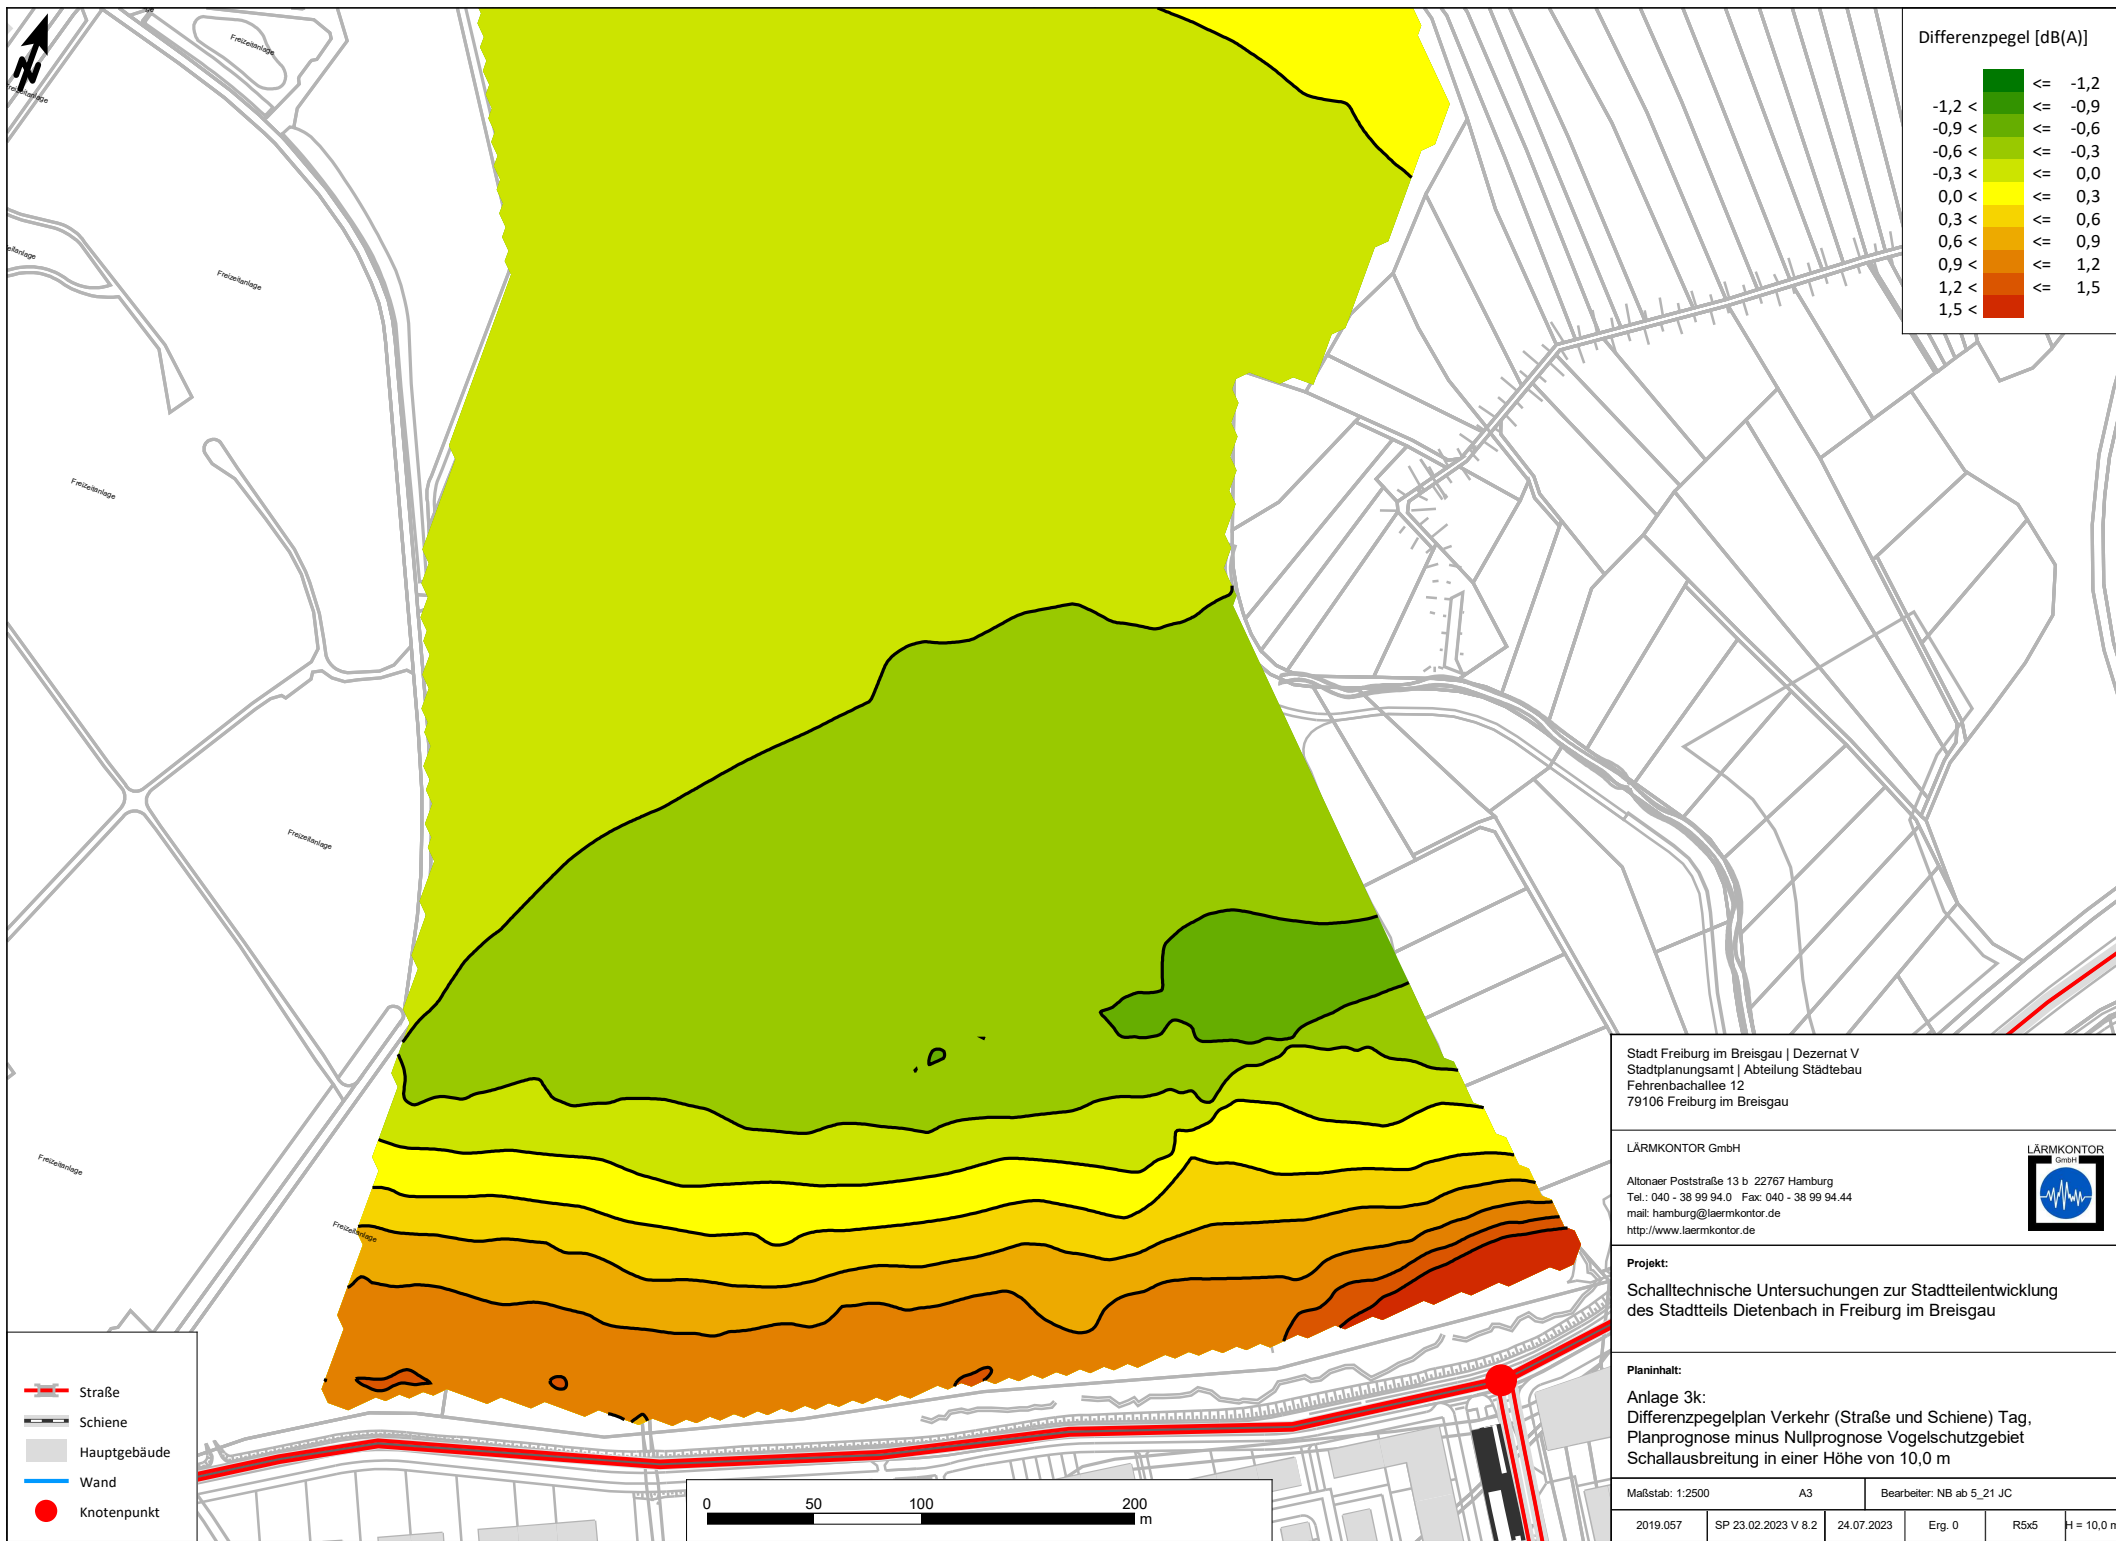 N
Freizeitanlage
Freizeitanlage
Freizeitanlage
Freizeitanlage
Freizeitanlage
Freizeitanlage
Freizeitanlage
Differenzpegel [dB(A)]
<= -1,2
-1,2 < <= -0,9
-0,9 < <= -0,6
-0,6 < <= -0,3
-0,3 < <= 0,0
0,0 < <= 0,3
0,3 < <= 0,6
0,6 < <= 0,9
0,9 < <= 1,2
1,2 < <= 1,5
1,5 <
Straße
Schiene
Hauptgebäude
Wand
Knotenpunkt
0 50 100 200
m
Stadt Freiburg im Breisgau | Dezernat V
Stadtplanungsamt | Abteilung Städtebau
Fehrenbachallee 12
79106 Freiburg im Breisgau
LÄRMKONTOR GmbH
Altonaer Poststraße 13 b 22767 Hamburg
Tel.: 040 - 38 99 94.0 Fax: 040 - 38 99 94.44
mail: hamburg@laermkontor.de
http://www.laermkontor.de
LÄRMKONTOR
GmbH
Projekt:
Schalltechnische Untersuchungen zur Stadtteilentwicklung
des Stadtteils Dietenbach in Freiburg im Breisgau
Planinhalt:
Anlage 3k:
Differenzpegelplan Verkehr (Straße und Schiene) Tag,
Planprognose minus Nullprognose Vogelschutzgebiet
Schallausbreitung in einer Höhe von 10,0 m
Maßstab: 1:2500 A3 Bearbeiter: NB ab 5_21 JC
2019.057 SP 23.02.2023 V 8.2 24.07.2023 Erg. 0 R5x5 H = 10,0 m